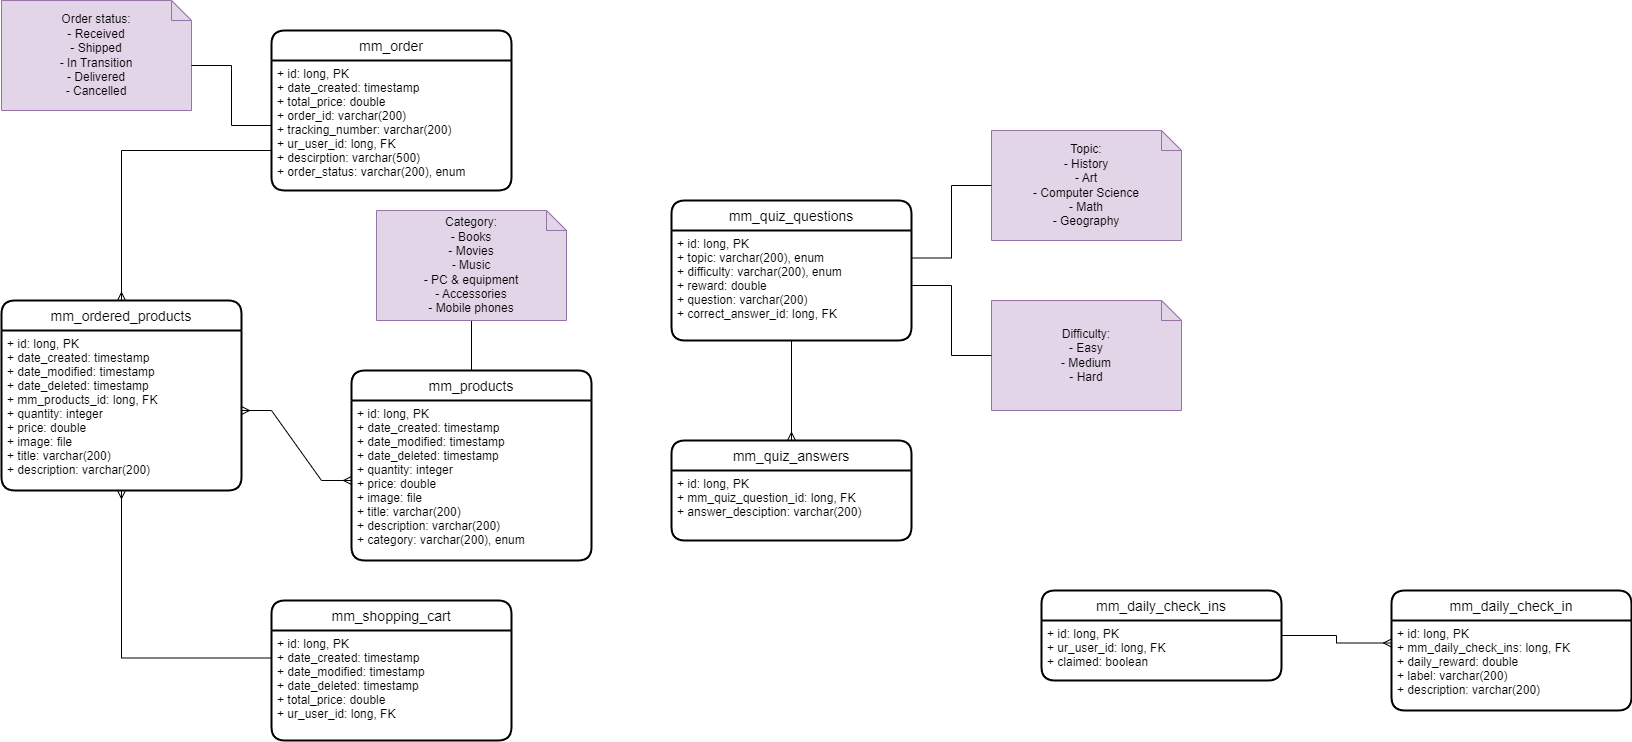 Order status:
- Received
- Shipped
- In Transition
- Delivered
- Cancelled
mm_order
+ id: long, PK
+ date_created: timestamp
+ total_price: double
+ order_id: varchar(200)
+ tracking_number: varchar(200)
+ ur_user_id: long, FK
+ descirption: varchar(500)
+ order_status: varchar(200), enum
Category:
- Books
- Movies
- Music
- PC & equipment
- Accessories
- Mobile phones
mm_ordered_products
+ id: long, PK
+ date_created: timestamp
+ date_modified: timestamp
+ date_deleted: timestamp
+ mm_products_id: long, FK
+ quantity: integer
+ price: double
+ image: file
+ title: varchar(200)
+ description: varchar(200)
mm_products
+ id: long, PK
+ date_created: timestamp
+ date_modified: timestamp
+ date_deleted: timestamp
+ quantity: integer
+ price: double
+ image: file
+ title: varchar(200)
+ description: varchar(200)
+ category: varchar(200), enum
mm_shopping_cart
+ id: long, PK
+ date_created: timestamp
+ date_modified: timestamp
+ date_deleted: timestamp
+ total_price: double
+ ur_user_id: long, FK
mm_quiz_questions
+ id: long, PK
+ topic: varchar(200), enum
+ difficulty: varchar(200), enum
+ reward: double
+ question: varchar(200)
+ correct_answer_id: long, FK
Topic:
- History
- Art
- Computer Science
- Math
- Geography
Difficulty:
- Easy
- Medium
- Hard
mm_quiz_answers
+ id: long, PK
+ mm_quiz_question_id: long, FK
+ answer_desciption: varchar(200)
mm_daily_check_ins
+ id: long, PK
+ ur_user_id: long, FK
+ claimed: boolean
mm_daily_check_in
+ id: long, PK
+ mm_daily_check_ins: long, FK
+ daily_reward: double
+ label: varchar(200)
+ description: varchar(200)